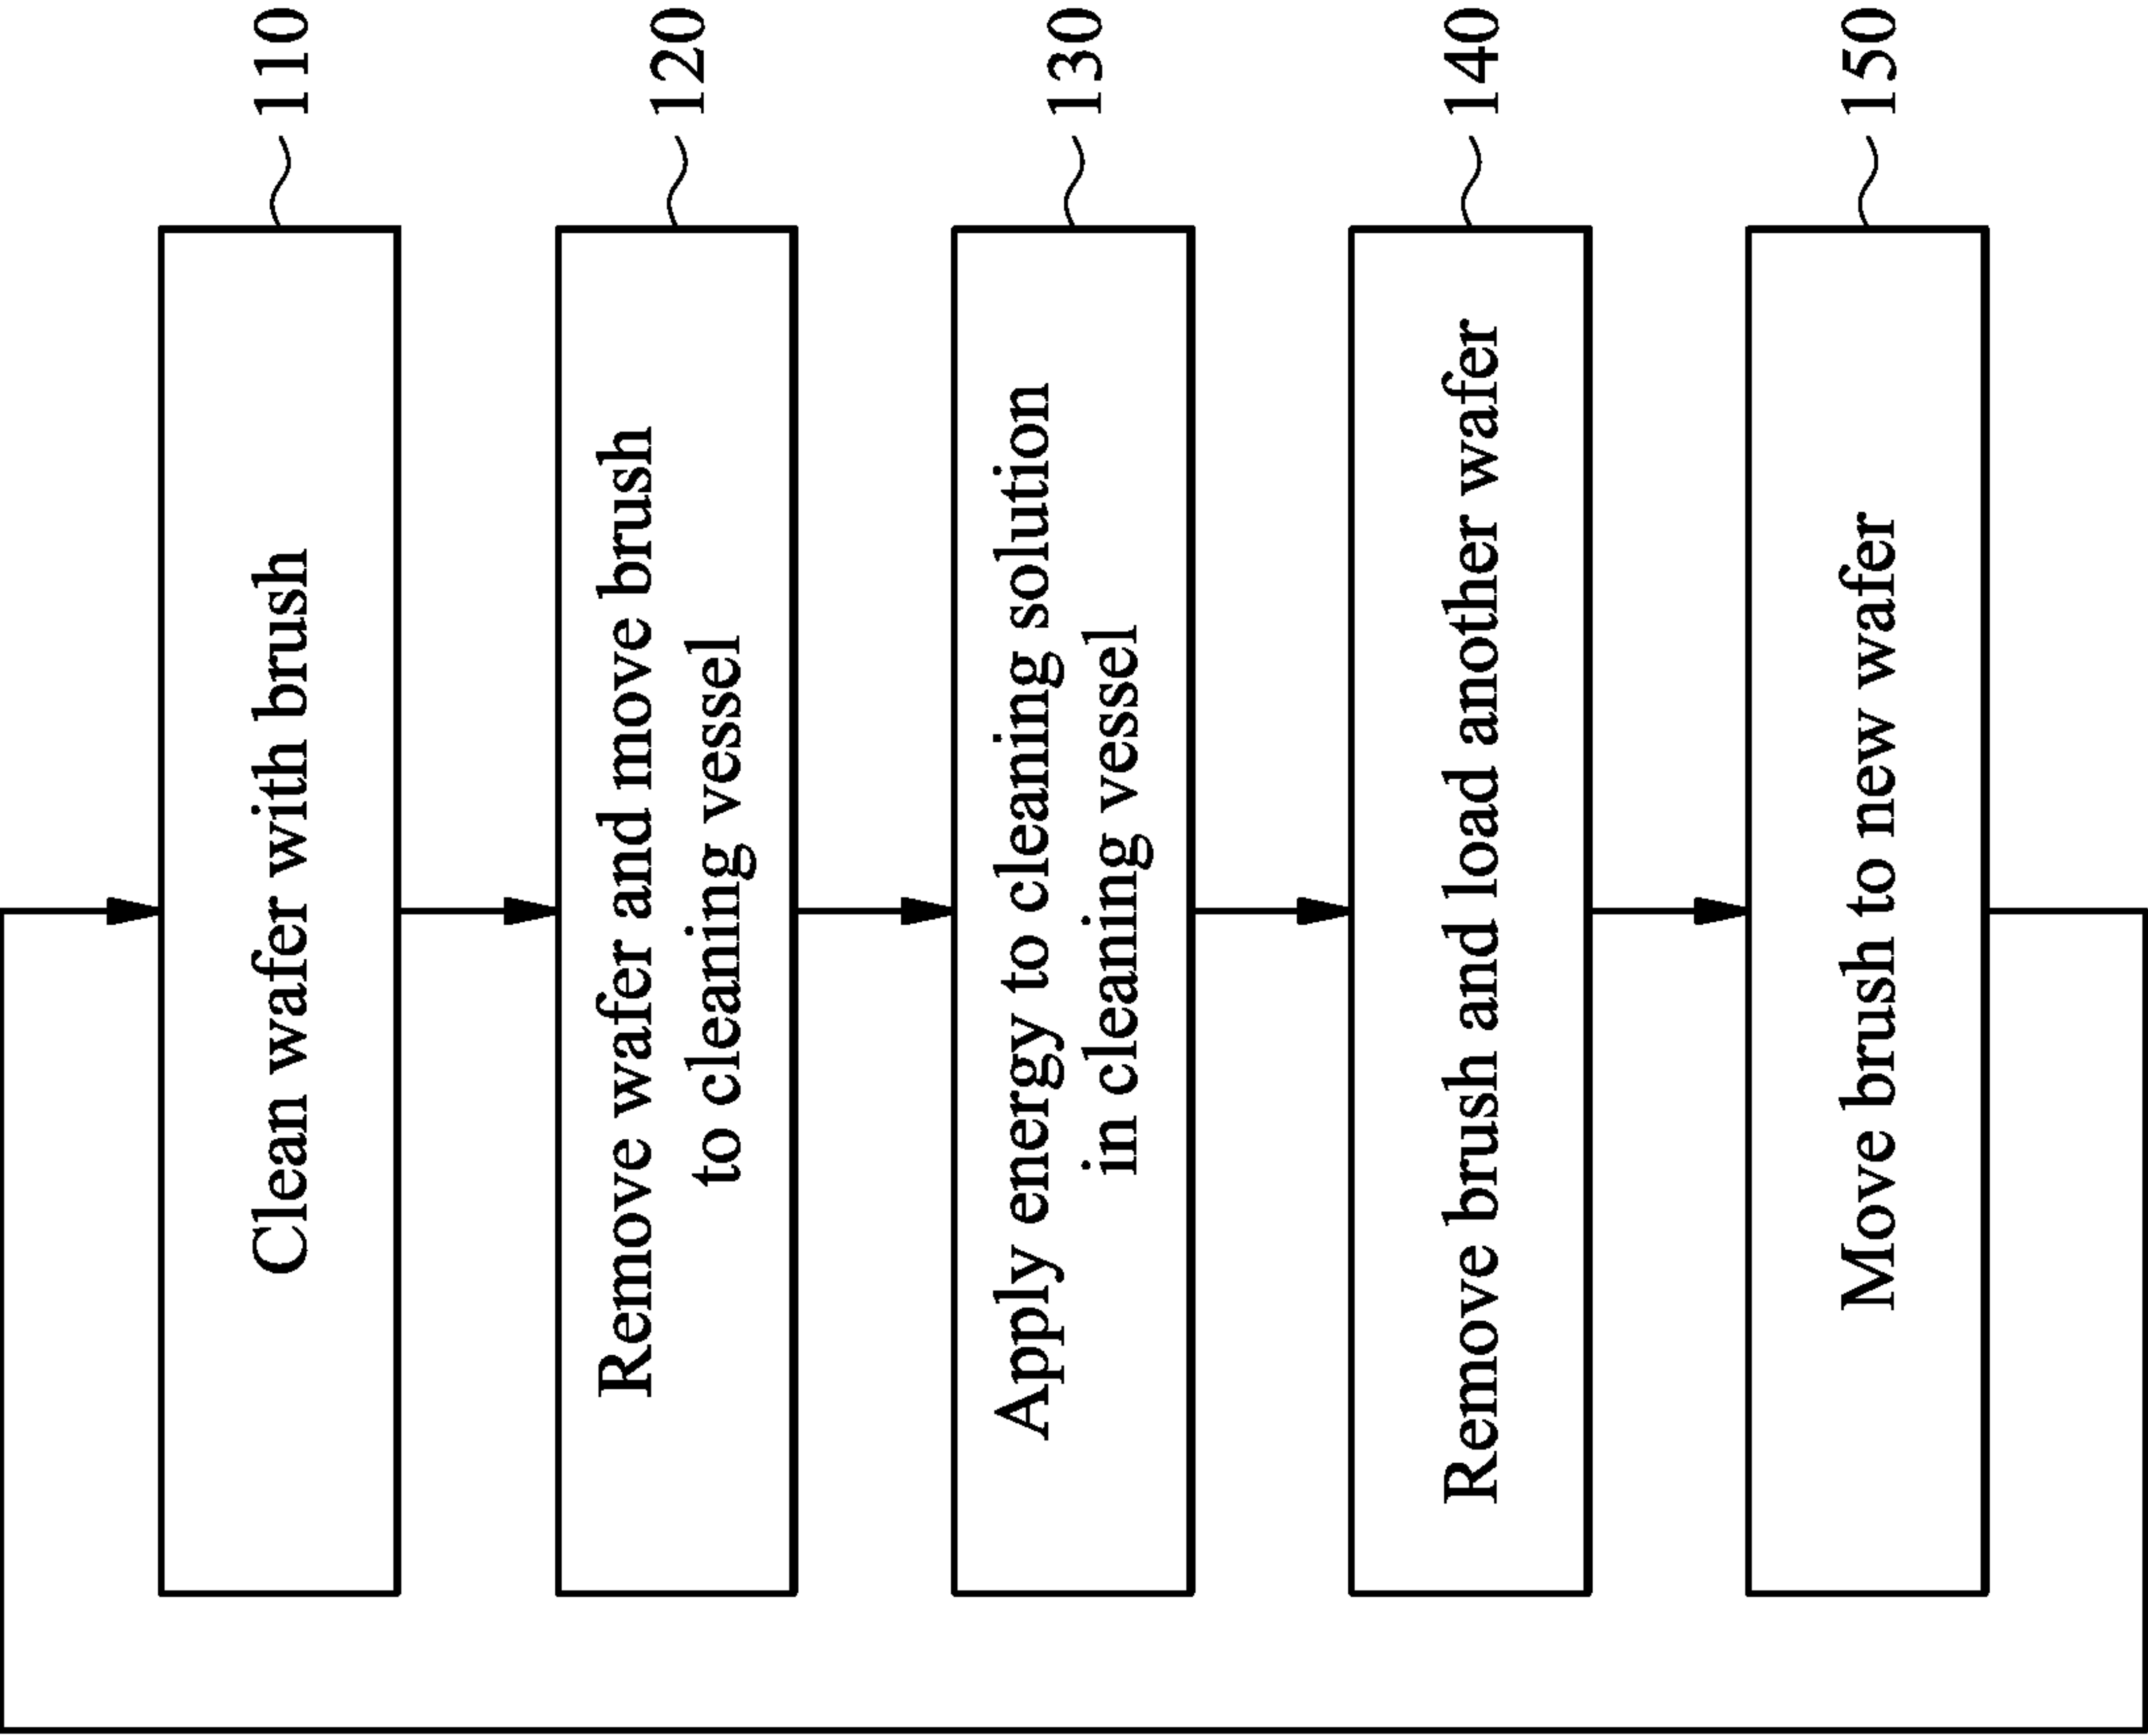 Clean wafer with brush
110
Remove wafer and move brush
to cleaning vessel
120
Apply energy to cleaning solution
in cleaning vessel
130
Remove brush and load another wafer
140
Move brush to new wafer
150